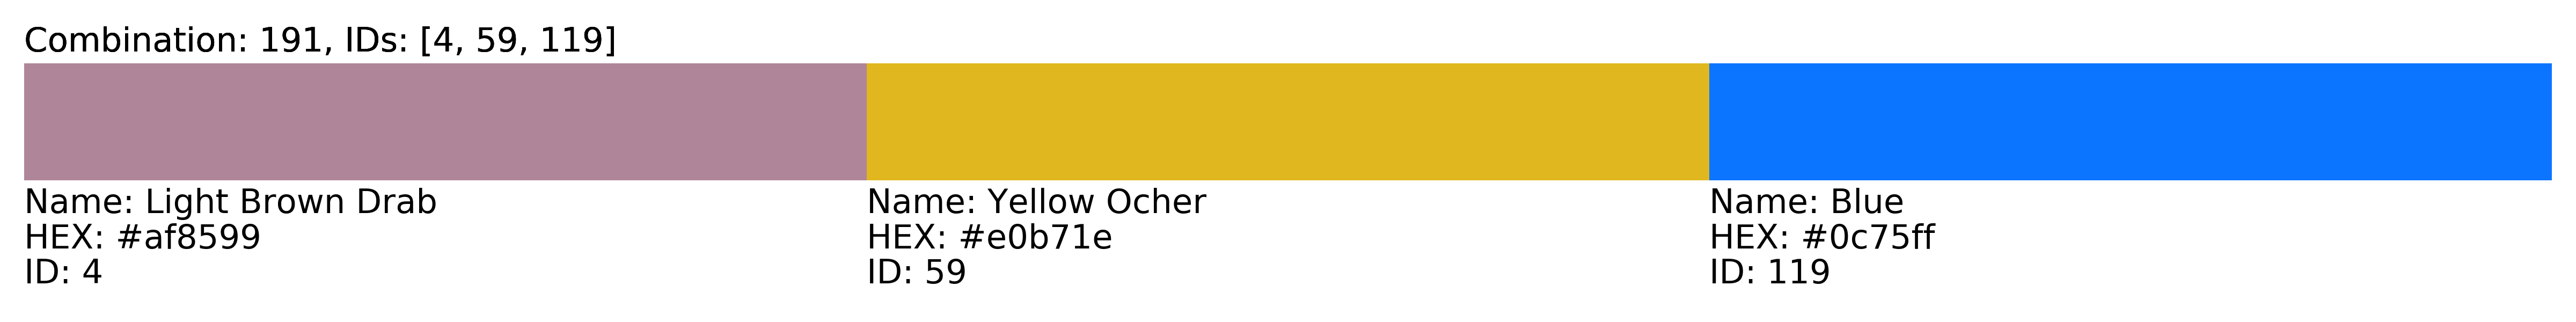 Combination: 191, IDs: [4, 59, 119]
Name: Light Brown Drab
HEX: #af8599
ID: 4
Name: Yellow Ocher
HEX: #e0b71e
ID: 59
Name: Blue
HEX: #0c75ff
ID: 119